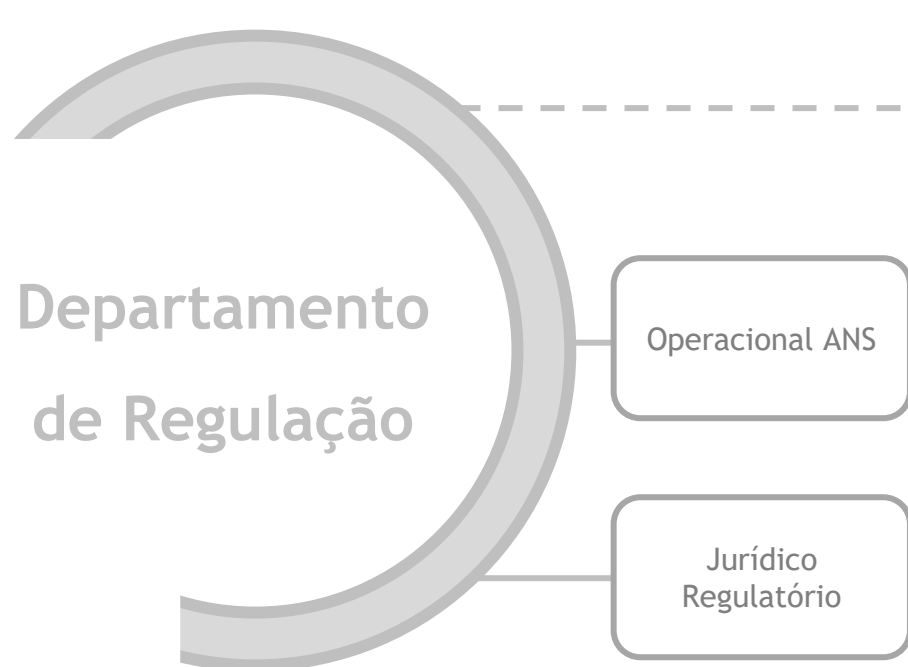 Departamento
de Regulação
Operacional ANS
Jurídico
Regulatório